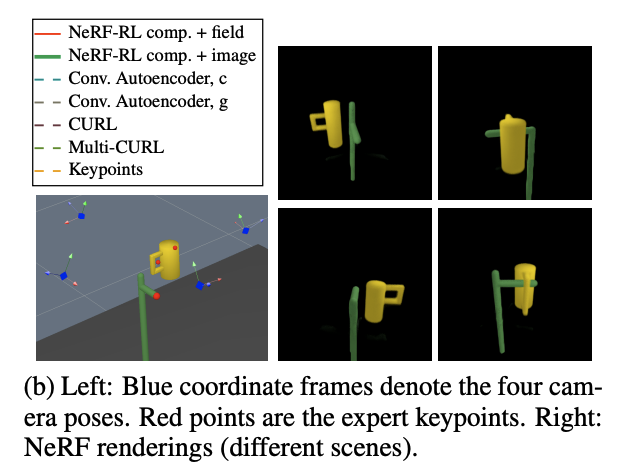 NeRF-RL comp. + field
NeRF-RL comp. + image
Conv. Autoencoder, c
Conv. Autoencoder, g
CURL
Multi-CURL
Keypoints
(b) Left: Blue coordinate frames denote the four cam-
era poses. Red points are the expert keypoints. Right:
NeRF renderings (different scenes).